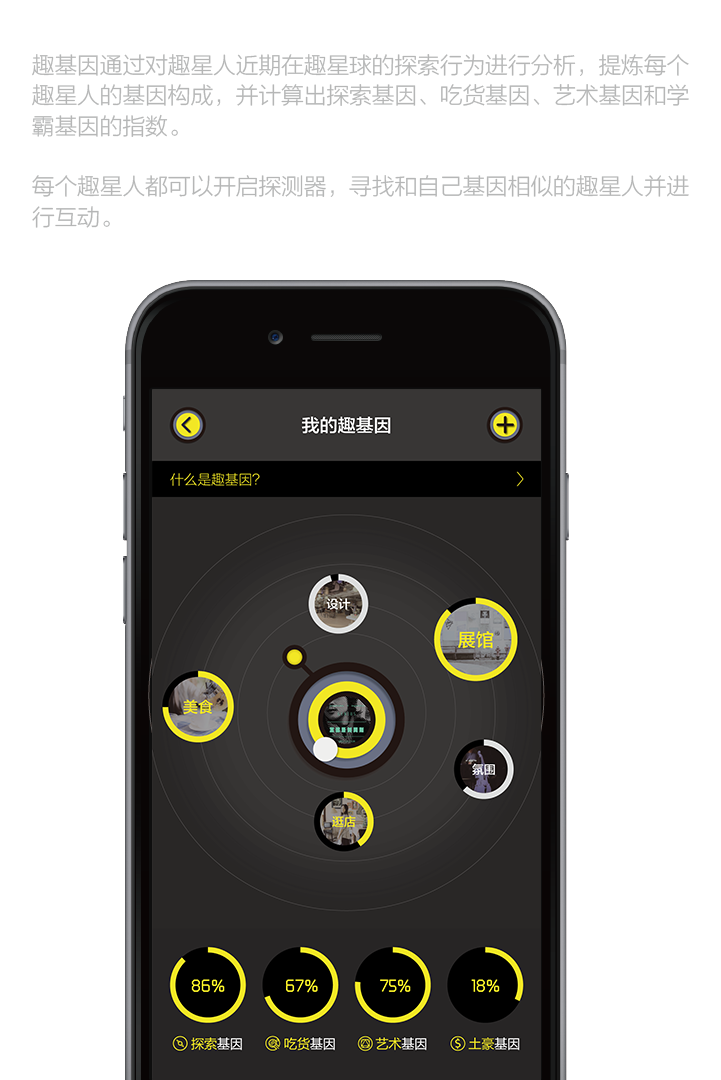 趣基因通过对趣星人近期在趣星球的探索行为进行分析，提炼每个
趣星人的基因构成，并计算出探索基因、吃货基因、艺术基因和学
霸基因的指数。
每个趣星人都可以开启探测器，寻找和自己基因相似的趣星人并进
行互动。
我的趣基因
什么是趣基因?
设计
展馆
美食
氛围
逛店
86% 67% 75% 18%
探索基因 吃货基因 艺术基因 土豪基因